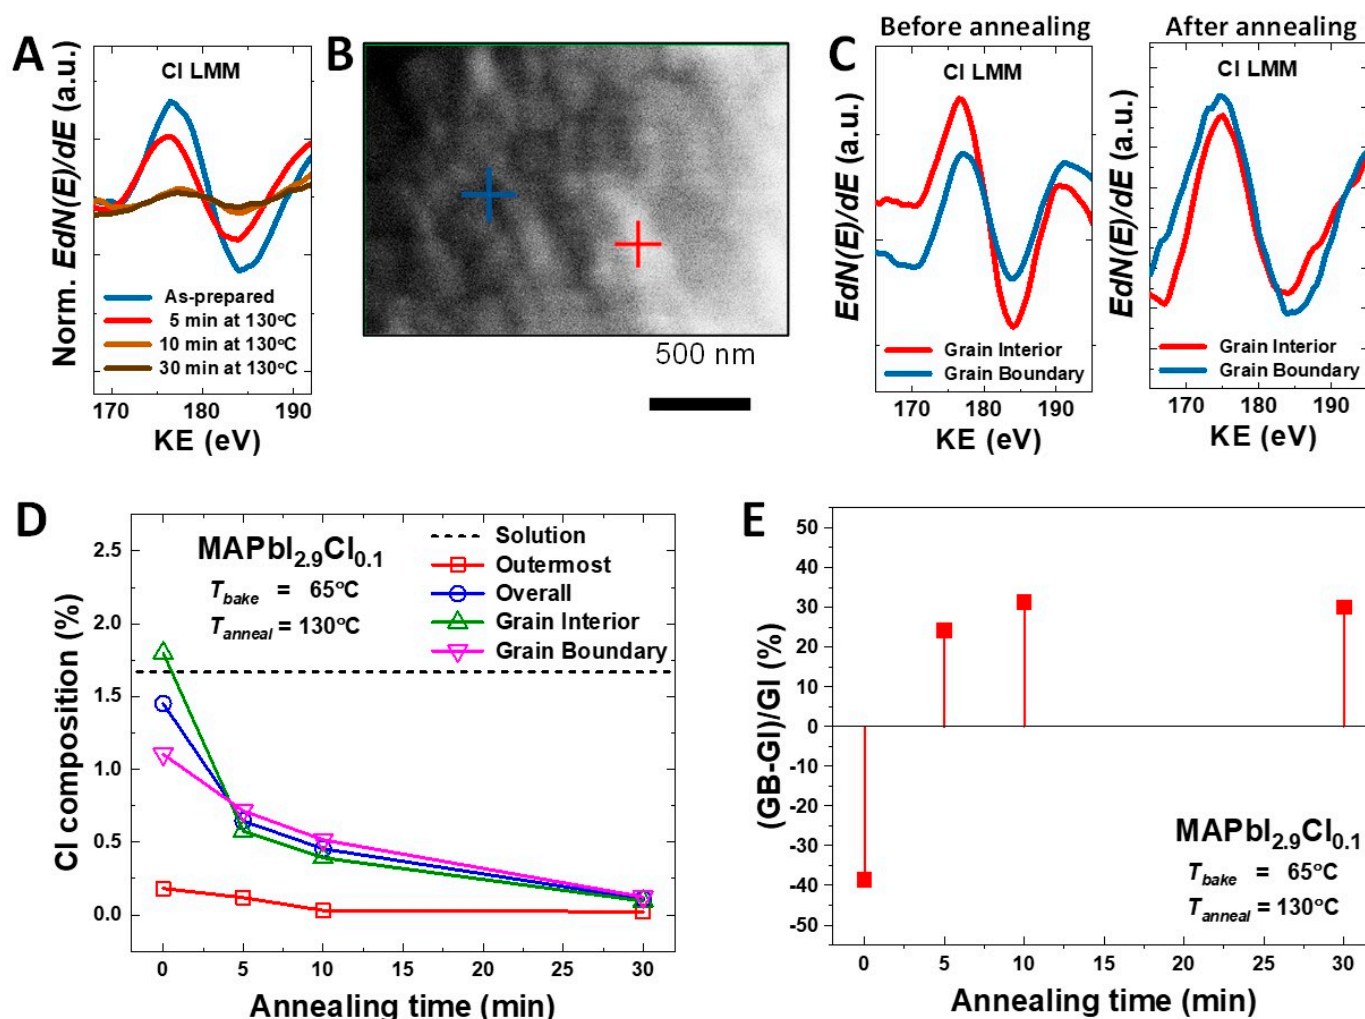 A
Cl LMM
Norm. EdN(E)/dE (a.u.)
As-prepared
5 min at 130°C
10 min at 130°C
30 min at 130°C
170 180 190
KE (eV)
B
500 nm
C
Before annealing
Cl LMM
EdN(E)/dE (a.u.)
Grain Interior
Grain Boundary
170 180 190
KE (eV)
After annealing
Cl LMM
EdN(E)/dE (a.u.)
Grain Interior
Grain Boundary
170 180 190
KE (eV)
D
MAPbI2.9Cl0.1
Tbake = 65°C
Tanneal = 130°C
Solution
Outermost
Overall
Grain Interior
Grain Boundary
Cl composition (%)
2.5
2.0
1.5
1.0
0.5
0.0
0 5 10 15 20 25 30
Annealing time (min)
E
(GB-GI)/GI (%)
50
40
30
20
10
0
-10
-20
-30
-40
-50
MAPbI2.9Cl0.1
Tbake = 65°C
Tanneal = 130°C
0 5 10 15 20 25 30
Annealing time (min)